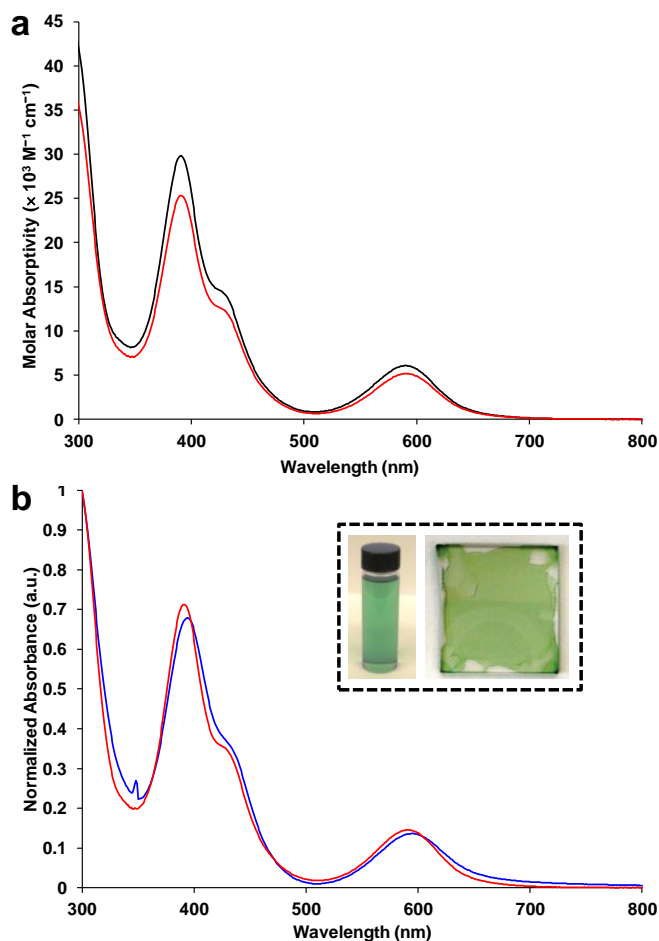 a
45
40
35
30
25
20
15
10
5
0
Molar Absorptivity (× 10³ M⁻¹ cm⁻¹)
300 400 500 600 700 800
Wavelength (nm)
b
1
0.9
0.8
0.7
0.6
0.5
0.4
0.3
0.2
0.1
0
Normalized Absorbance (a.u.)
300 400 500 600 700 800
Wavelength (nm)